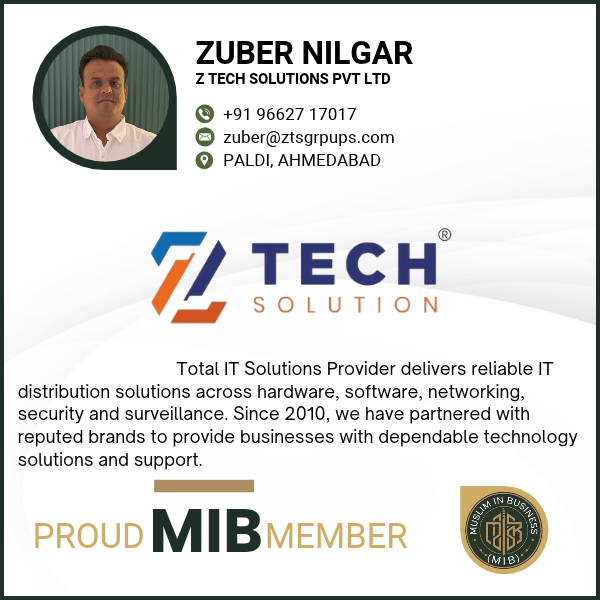 ZUBER NILGAR
Z TECH SOLUTIONS PVT LTD
+91 96627 17017
zuber@ztsgrpups.com
PALDI, AHMEDABAD
Z TECH®
SOLUTION
Total IT Solutions Provider delivers reliable IT
distribution solutions across hardware, software, networking,
security and surveillance. Since 2010, we have partnered with
reputed brands to provide businesses with dependable technology
solutions and support.
PROUD MIB MEMBER
MUSLIM IN BUSINESS
(MIB)